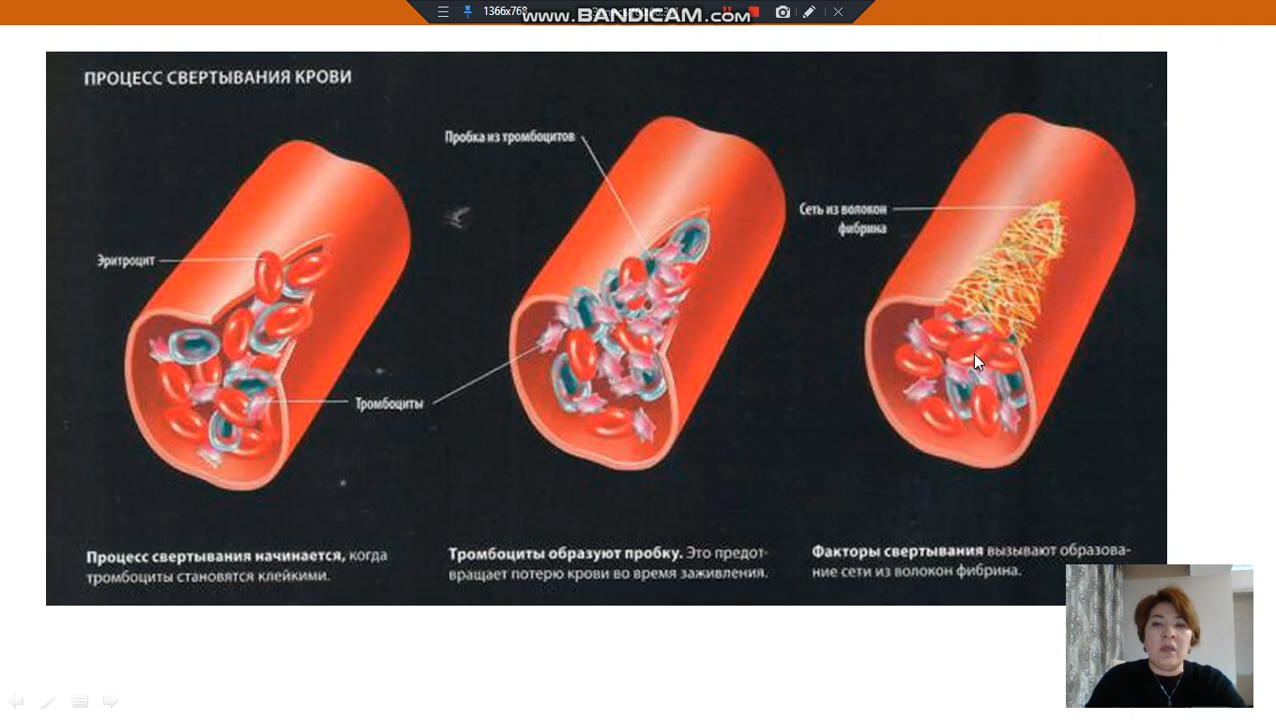 1366x768
www.BANDICAM.com
ПРОЦЕСС СВЕРТЫВАНИЯ КРОВИ
Пробка из тромбоцитов
Сеть из волокон
фибрина
Эритроцит
Тромбоциты
Процесс свертывания начинается, когда
тромбоциты становятся клейкими.
Тромбоциты образуют пробку. Это предот-
вращает потерю крови во время заживления.
Факторы свертывания вызывают образова-
ние сети из волокон фибрина.